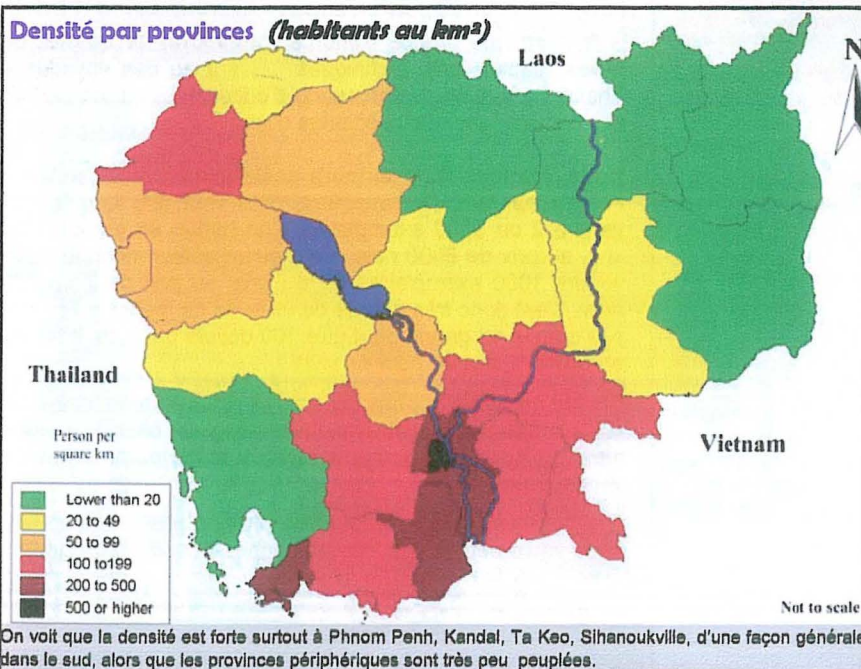 Densité par provinces (habitants au km²)
Laos
N
Thailand
Vietnam
Person per
square km
Lower than 20
20 to 49
50 to 99
100 to199
200 to 500
500 or higher
Not to scale
On voit que la densité est forte surtout à Phnom Penh, Kandal, Ta Keo, Sihanoukville, d'une façon générale
dans le sud, alors que les provinces périphériques sont très peu peuplées.